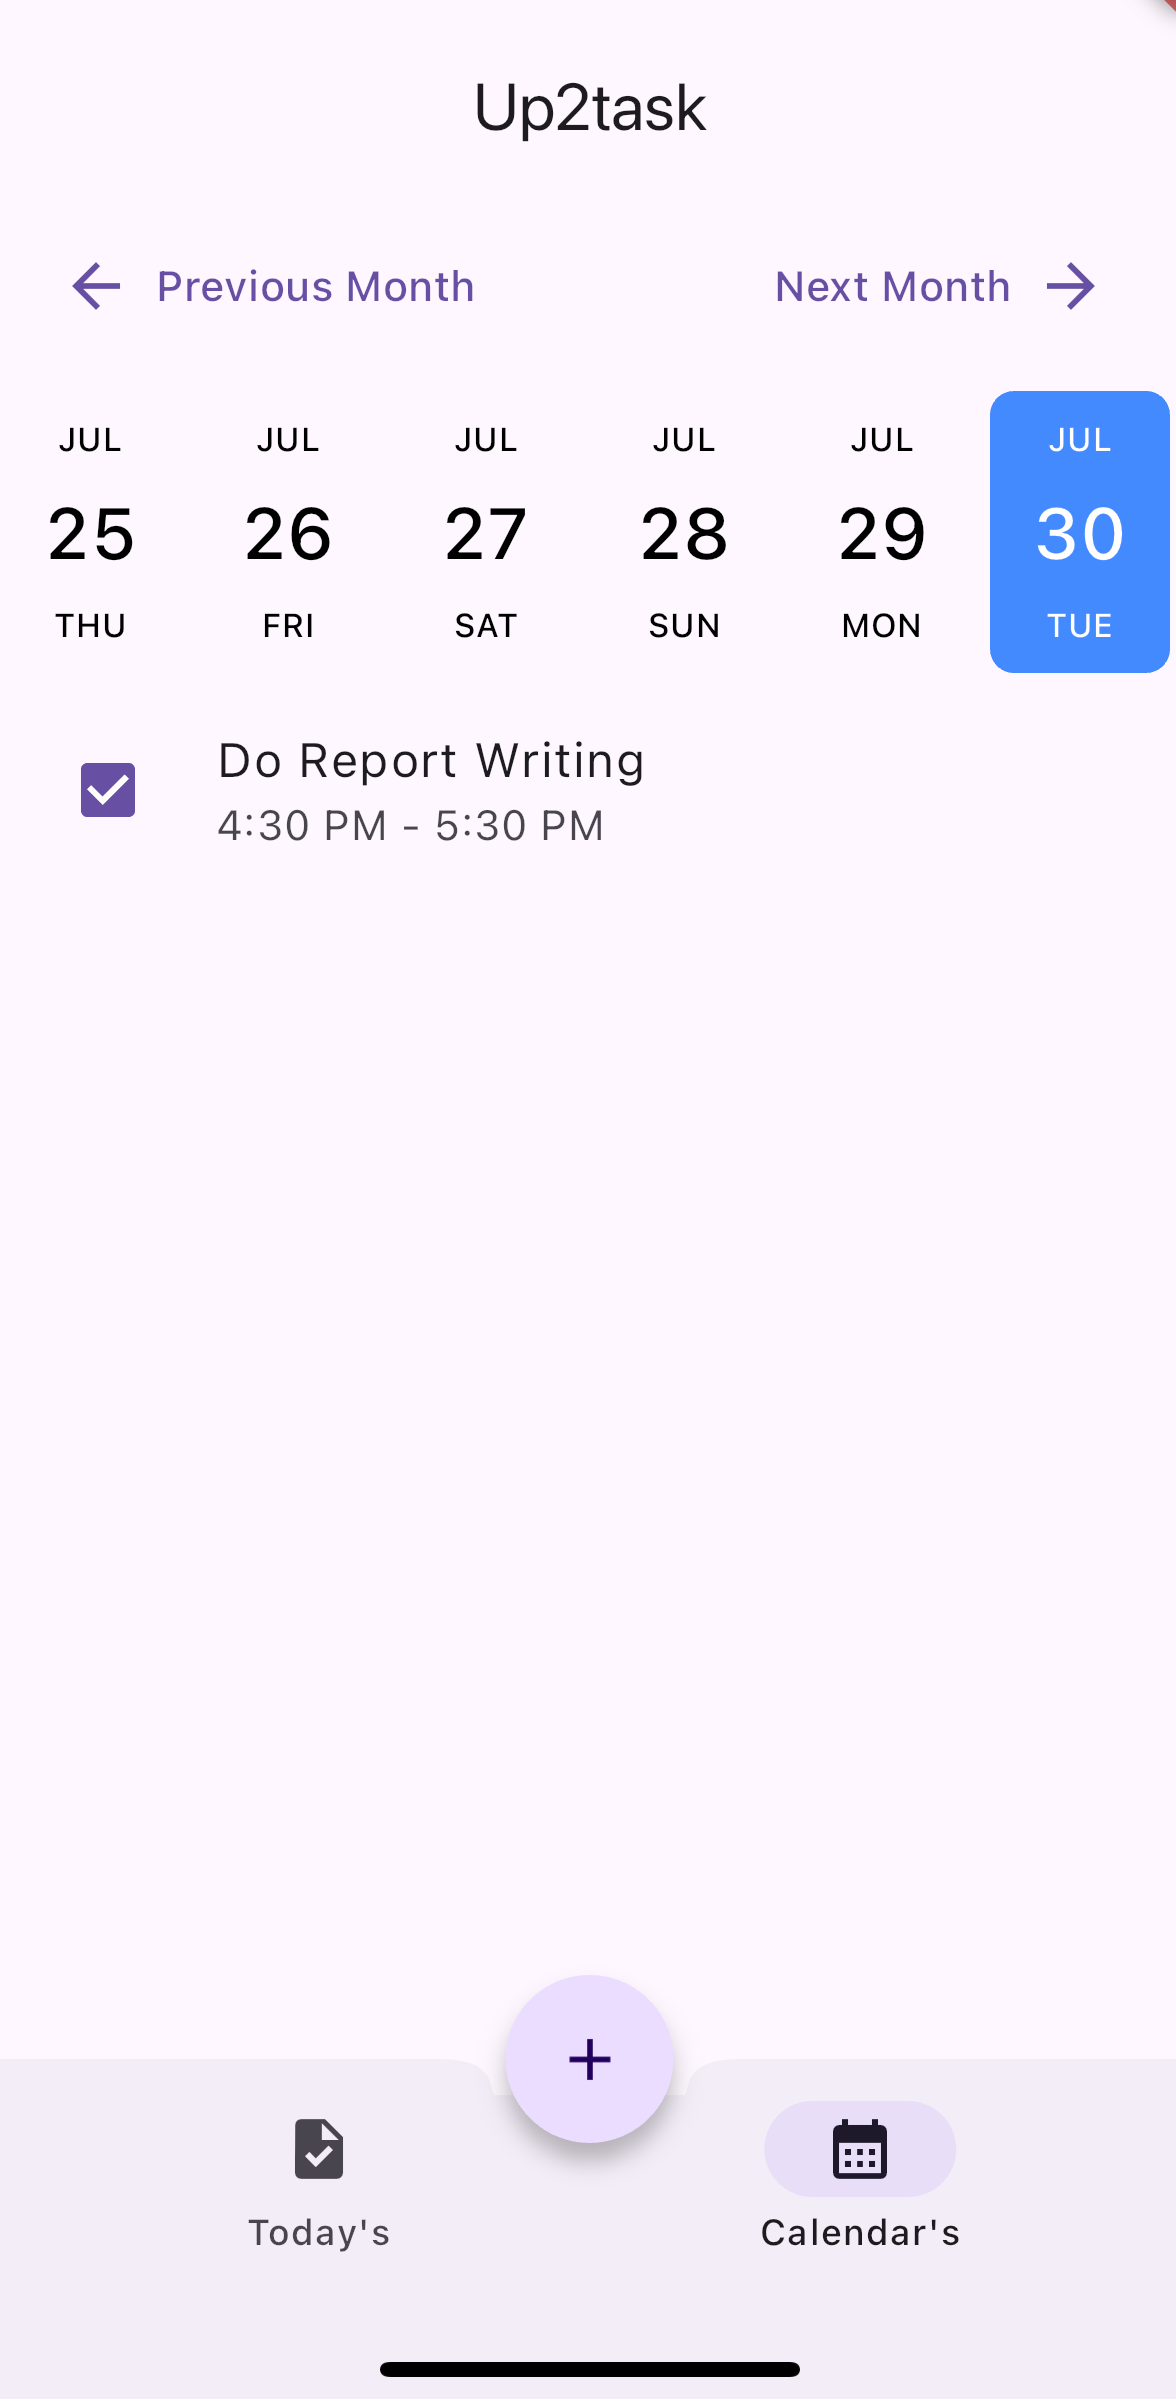 Up2task
Previous Month
Next Month
JUL
25
THU
JUL
26
FRI
JUL
27
SAT
JUL
28
SUN
JUL
29
MON
JUL
30
TUE
Do Report Writing
4:30 PM - 5:30 PM
Today's
Calendar's